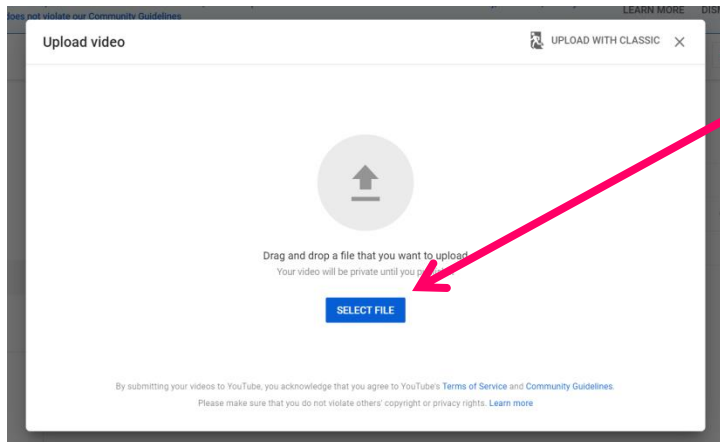 does not violate our Community Guidelines
LEARN MORE
Upload video
UPLOAD WITH CLASSIC
Drag and drop a file that you want to upload
Your video will be private until you
SELECT FILE
By submitting your videos to YouTube, you acknowledge that you agree to YouTube's Terms of Service and Community Guidelines.
Please make sure that you do not violate others' copyright or privacy rights. Learn more